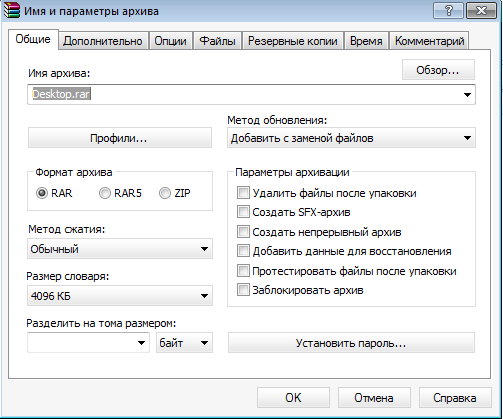 Имя и параметры архива
Общие Дополнительно Опции Файлы Резервные копии Время Комментарий
Имя архива:
Обзор...
Desktop.rar
Метод обновления:
Профили...
Добавить с заменой файлов
Формат архива
RAR RAR5 ZIP
Метод сжатия:
Обычный
Размер словаря:
4096 КБ
Разделить на тома размером:
байт
Параметры архивации
Удалить файлы после упаковки
Создать SFX-архив
Создать непрерывный архив
Добавить данные для восстановления
Протестировать файлы после упаковки
Заблокировать архив
Установить пароль...
ОК Отмена Справка